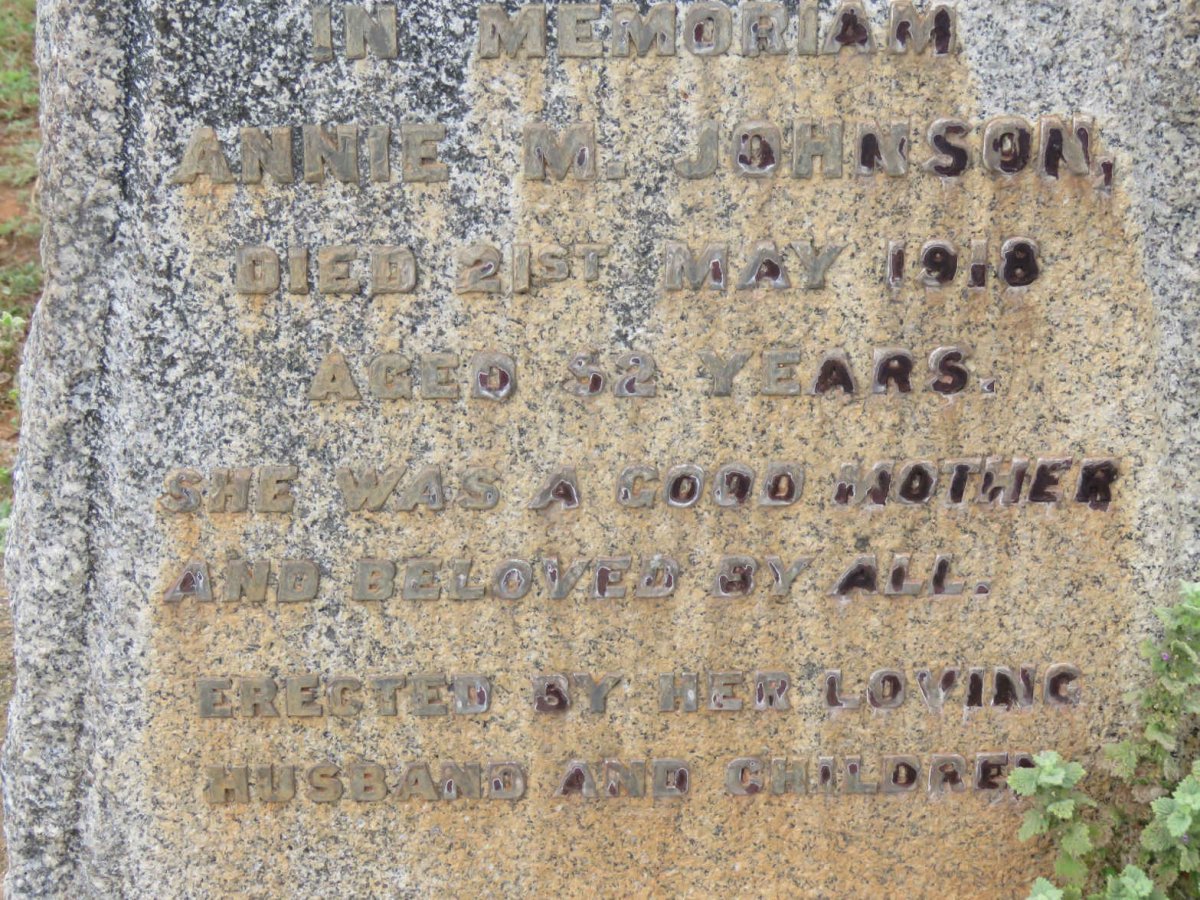 IN MEMORIAM
ANNIE M. JOHNSON,
DIED 21ST MAY 1918
AGED 52 YEARS.
SHE WAS A GOOD MOTHER
AND BELOVED BY ALL.
ERECTED BY HER LOVING
HUSBAND AND CHILDREN